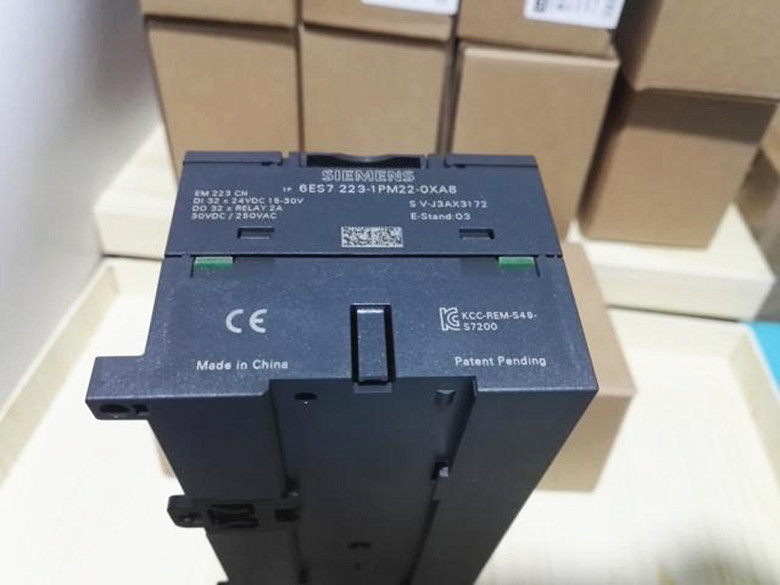 SIEMENS
1P 6ES7 223-1PM22-0XA8
EM 223 CN
DI 32 x 24VDC 15-30V
DO 32 x RELAY 2A
30VDC / 250VAC
S V-J3AX3172
E-Stand:03
CE
KCC-REM-S49-
S7200
Made in China
Patent Pending